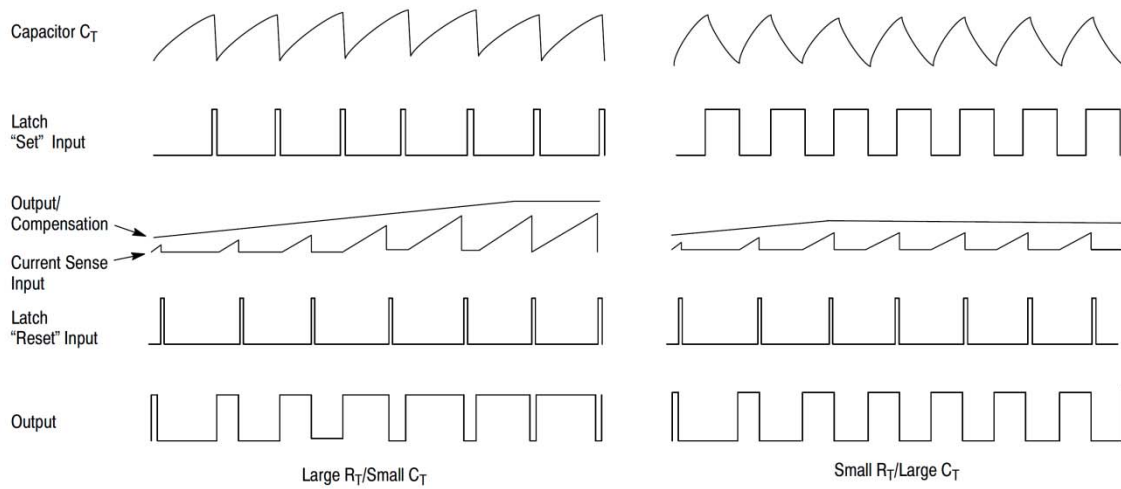 Capacitor C_T
Latch
“Set” Input
Output/
Compensation
Current Sense
Input
Latch
“Reset” Input
Output
Large R_T/Small C_T
Small R_T/Large C_T